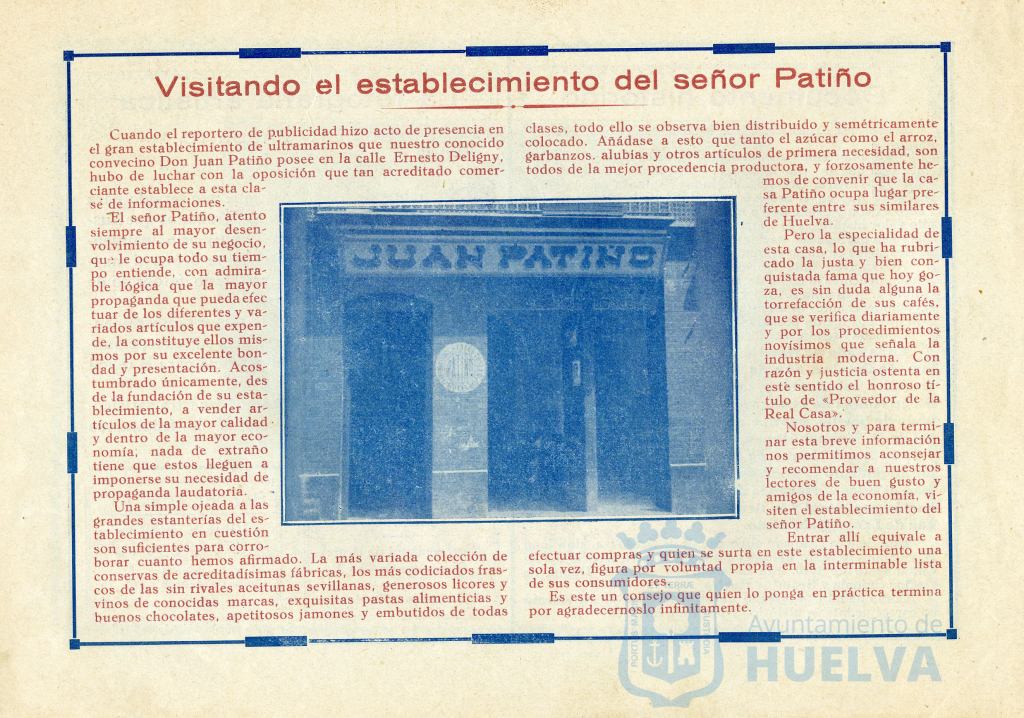 Visitando el establecimiento del señor Patiño
Cuando el reportero de publicidad hizo acto de presencia en
el gran establecimiento de ultramarinos que nuestro conocido
convecino Don Juan Patiño posee en la calle Ernesto Deligny,
hubo de luchar con la oposición que tan acreditado comer-
ciante establece a esta cla-
se de informaciones.
El señor Patiño, atento
siempre al mayor desen-
volvimiento de su negocio,
que le ocupa todo su tiem-
po entiende, con admira-
ble lógica que la mayor
propaganda que pueda efec
tuar de los diferentes y va-
riados artículos que expen-
de, la constituye ellos mis-
mos por su excelente bon-
dad y presentación. Acos-
tumbrado únicamente, des
de la fundación de su esta-
blecimiento, a vender ar-
tículos de la mayor calidad
y dentro de la mayor eco-
nomía, nada de extraño
tiene que estos lleguen a
imponerse su necesidad de
propaganda laudatoria.
Una simple ojeada a las
grandes estanterías del es-
tablecimiento en cuestión
son suficientes para corro-
borar cuanto hemos afirmado. La más variada colección de
conservas de acreditadísimas fábricas, los más codiciados fras-
cos de las sin rivales aceitunas sevillanas, generosos licores y
vinos de conocidas marcas, exquisitas pastas alimenticias y
buenos chocolates, apetitosos jamones y embutidos de todas
clases, todo ello se observa bien distribuido y semétricamente
colocado. Añádase a esto que tanto el azúcar como el arroz,
garbanzos. alubias y otros artículos de primera necesidad, son
todos de la mejor procedencia productora, y forzosamente he-
mos de convenir que la ca-
sa Patiño ocupa lugar pre-
ferente entre sus similares
de Huelva.
Pero la especialidad de
esta casa, lo que ha rubri-
cado la justa y bien con-
quistada fama que hoy go-
za, es sin duda alguna la
torrefacción de sus cafés,
que se verifica diariamente
y por los procedimientos
novísimos que señala la
industria moderna. Con
razón y justicia ostenta en
este sentido el honroso tí-
tulo de «Proveedor de la
Real Casa».
Nosotros y para termi-
nar esta breve información
nos permitimos aconsejar
y recomendar a nuestros
lectores de buen gusto y
amigos de la economía, vi-
siten el establecimiento del
señor Patiño.
Entrar allí equivale a
efectuar compras y quien se surta en este establecimiento una
sola vez, figura por voluntad propia en la interminable lista
de sus consumidores.
Es este un consejo que quien lo ponga en práctica termina
por agradecernoslo infinitamente.
JUAN PATIÑO
Ayuntamiento de
HUELVA